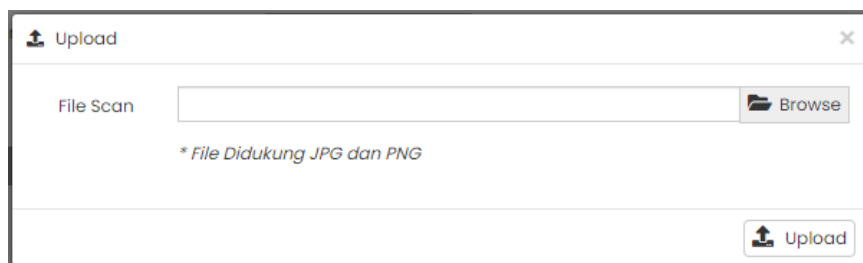 Upload
File Scan
Browse
* File Didukung JPG dan PNG
Upload